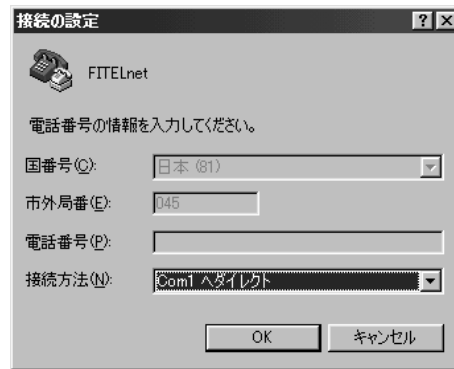 接続の設定
FITELnet
電話番号の情報を入力してください。
国番号(C): 日本 (81)
市外局番(E): 045
電話番号(P):
接続方法(N): Com1 へダイレクト
OK キャンセル